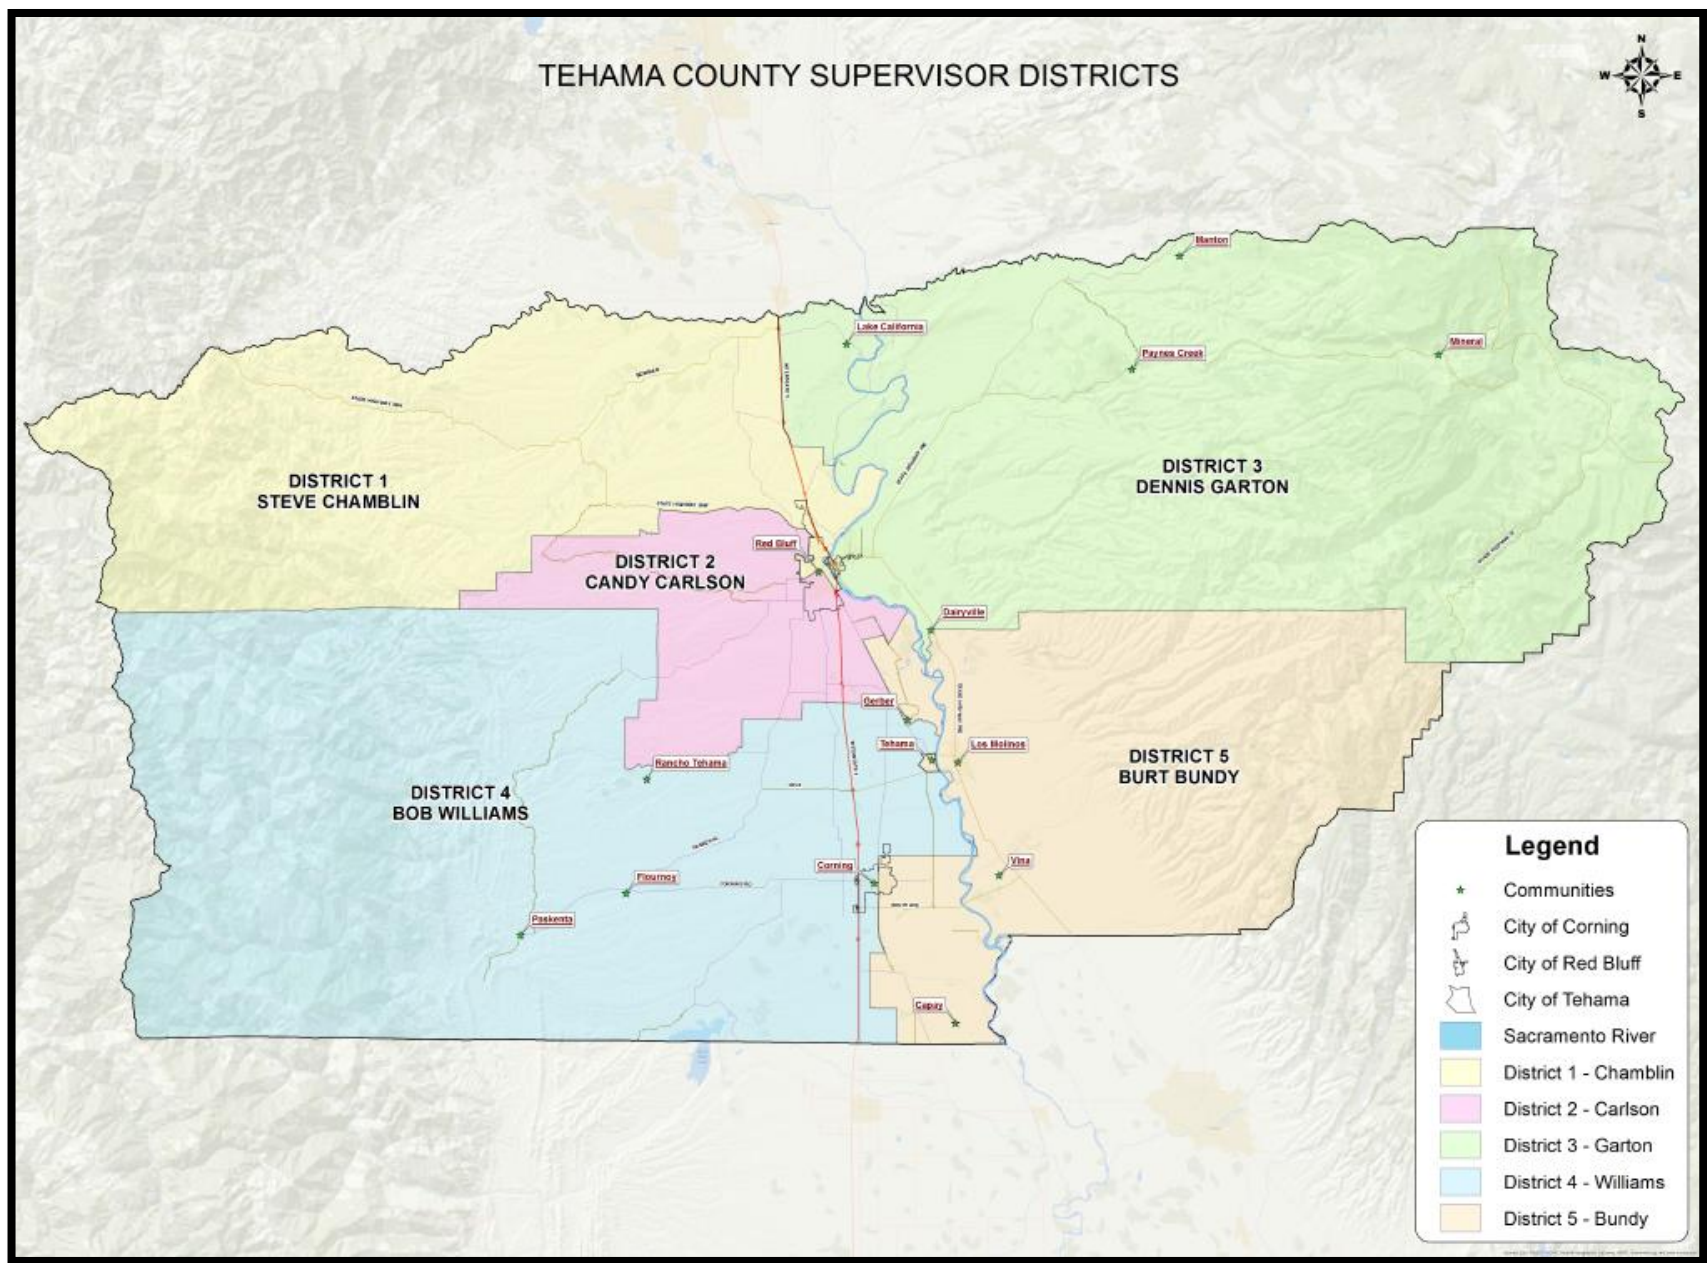 TEHAMA COUNTY SUPERVISOR DISTRICTS
N
W
E
S
Manton
Lake California
Paynes Creek
Mineral
BOWMAN
DISTRICT 1
STEVE CHAMBLIN
DISTRICT 3
DENNIS GARTON
Red Bluff
DISTRICT 2
CANDY CARLSON
Dairyville
Gerber
Tehama
Los Molinos
Rancho Tehama
DISTRICT 5
BURT BUNDY
DISTRICT 4
BOB WILLIAMS
Corning
Vina
Flournoy
Paskenta
Capay
Legend
Communities
City of Corning
City of Red Bluff
City of Tehama
Sacramento River
District 1 - Chamblin
District 2 - Carlson
District 3 - Garton
District 4 - Williams
District 5 - Bundy